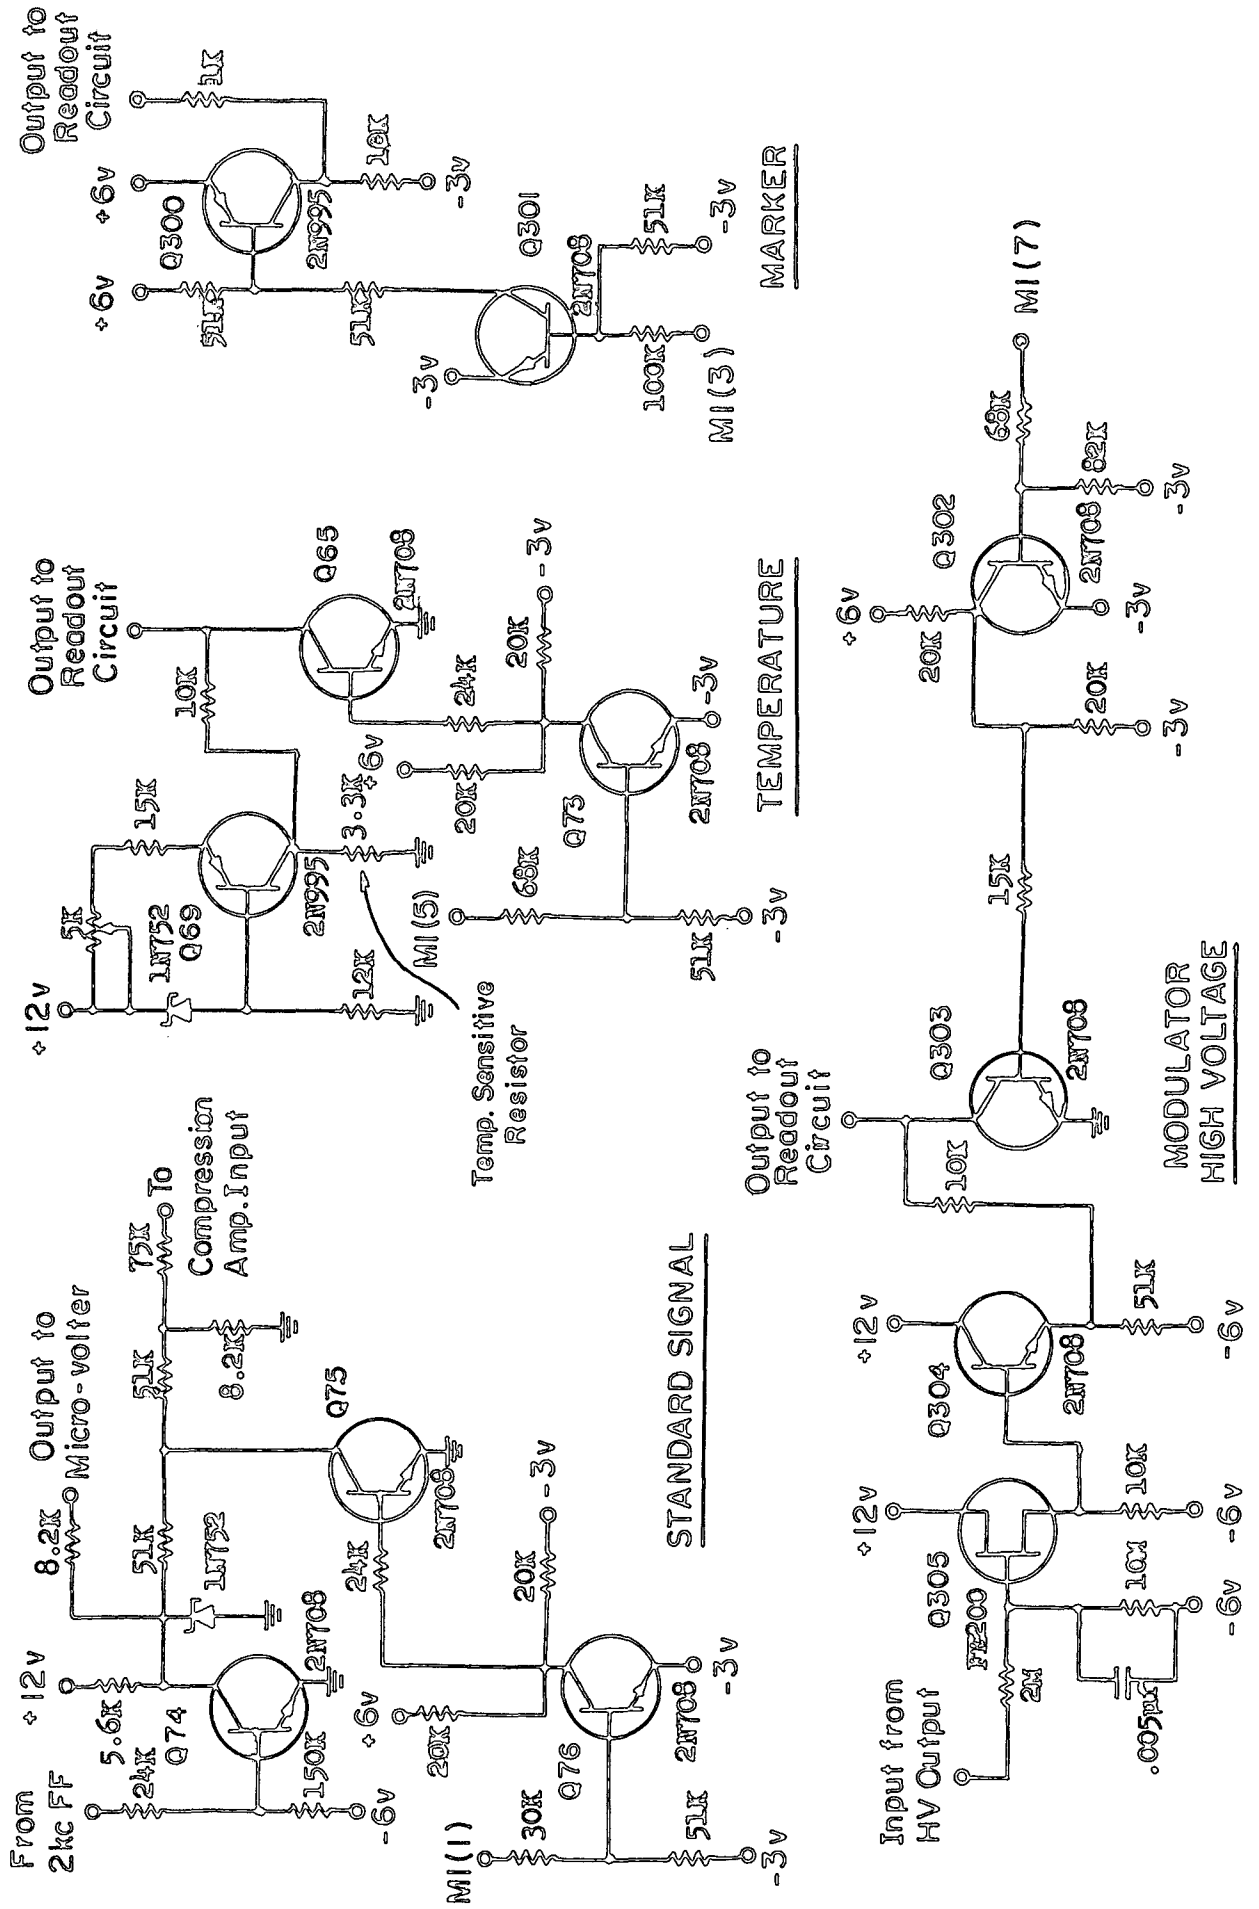 From
2kc FF
24K
150K
-6v
+12v
5.6K
Q74
2N708
1N752
8.2K
Output to
Micro-volter
51K
51K
75K
To
Compression
Amp. Input
8.2K
Q75
2N708
24K
+6v
20K
20K
-3v
Q76
2N708
-3v
MI(1)
30K
51K
-3v
STANDARD SIGNAL
+12v
5K
15K
1N752
Q69
2N995
12K
3.3K
Temp. Sensitive
Resistor
10K
Output to
Readout
Circuit
Q65
2N708
24K
+6v
20K
20K
-3v
Q73
2N708
-3v
MI(5)
68K
51K
-3v
TEMPERATURE
+6v
51K
51K
Q300
2N995
+6v
Output to
Readout
Circuit
1K
10K
-3v
Q301
2N708
-3v
100K
MI(3)
51K
-3v
MARKER
Input from
HV Output
2M
.005μf
10M
-6v
Q305
+12v
10K
-6v
Q304
2N708
+12v
51K
-6v
10K
Output to
Readout
Circuit
Q303
2N708
15K
20K
-3v
+6v
20K
Q302
2N708
-3v
82K
-3v
68K
MI(7)
MODULATOR
HIGH VOLTAGE